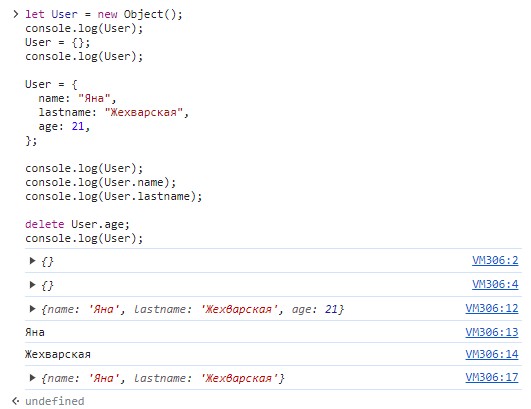 > let User = new Object();
console.log(User);
User = {};
console.log(User);

User = {
  name: "Яна",
  lastname: "Жехварская",
  age: 21,
};

console.log(User);
console.log(User.name);
console.log(User.lastname);

delete User.age;
console.log(User);
▶ {} VM306:2
▶ {} VM306:4
▶ {name: 'Яна', lastname: 'Жехварская', age: 21} VM306:12
Яна VM306:13
Жехварская VM306:14
▶ {name: 'Яна', lastname: 'Жехварская'} VM306:17
undefined